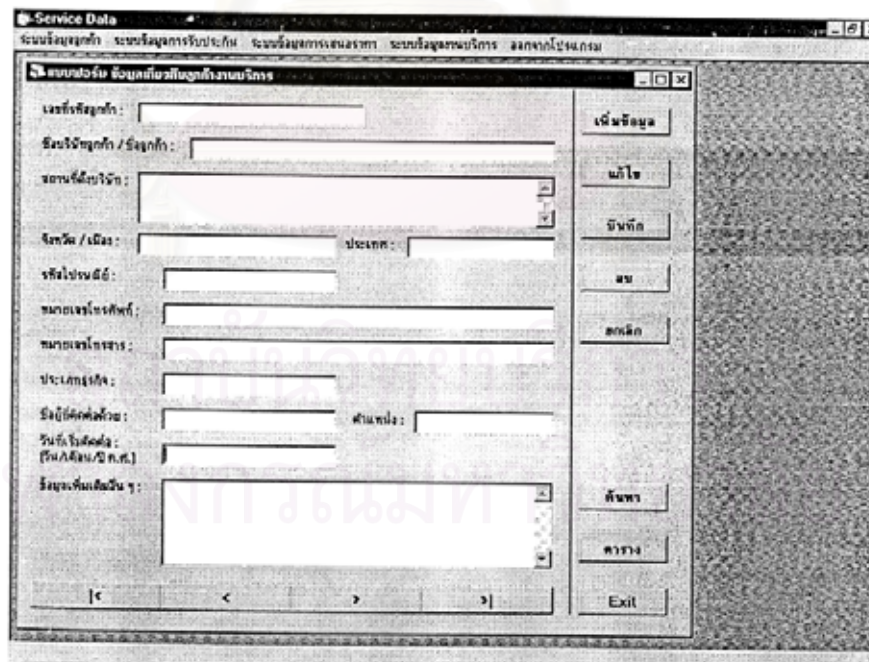 Service Data
ระบบข้อมูลลูกค้า ระบบข้อมูลการรับประกัน ระบบข้อมูลการเสนอราคา ระบบข้อมูลงานบริการ ออกจากโปรแกรม
แบบฟอร์ม ข้อมูลเกี่ยวกับลูกค้างานบริการ
เลขที่รหัสลูกค้า :
เพิ่มข้อมูล
ชื่อบริษัทลูกค้า / ชื่อลูกค้า :
สถานที่ตั้งบริษัท :
แก้ไข
บันทึก
จังหวัด / เมือง : ประเทศ :
รหัสไปรษณีย์ :
ลบ
หมายเลขโทรศัพท์ :
ยกเลิก
หมายเลขโทรสาร :
ประเภทธุรกิจ :
ชื่อผู้ติดต่อด้วย : ตำแหน่ง :
วันที่เริ่มติดต่อ :
(วัน/เดือน/ปี ค.ศ.)
ข้อมูลเพิ่มเติมอื่น ๆ :
ค้นหา
ตาราง
|< < > >|
Exit